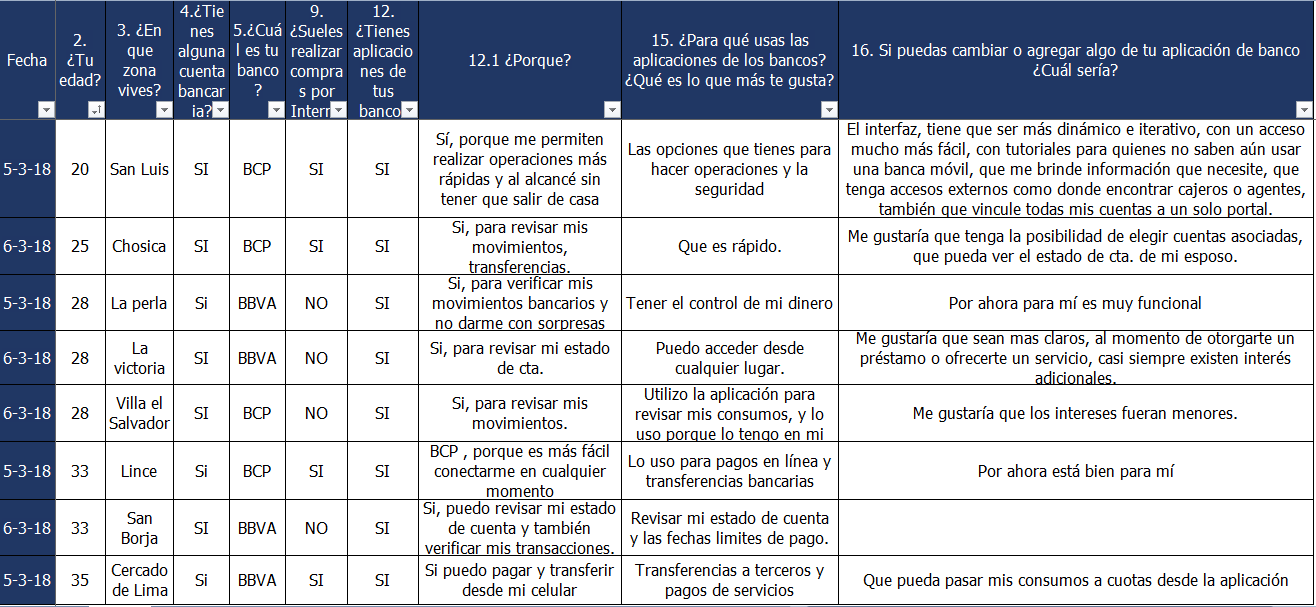 Fecha
2. ¿Tu edad?
3. ¿En que zona vives?
4.¿Tie
nes
alguna
cuenta
bancar
ia?
5.¿Cuá
l es tu
banco
?
9.
¿Sueles
realizar
compra
s por
Intern
12.
¿Tienes
aplicacio
nes de
tus
banco
12.1 ¿Porque?
15. ¿Para qué usas las
aplicaciones de los bancos?
¿Qué es lo que más te gusta?
16. Si puedas cambiar o agregar algo de tu aplicación de banco
¿Cuál sería?
5-3-18
20
San Luis
SI
BCP
SI
SI
Sí, porque me permiten
realizar operaciones más
rápidas y al alcancé sin
tener que salir de casa
Las opciones que tienes para
hacer operaciones y la
seguridad
El interfaz, tiene que ser más dinámico e iterativo, con un acceso
mucho más fácil, con tutoriales para quienes no saben aún usar
una banca móvil, que me brinde información que necesite, que
tenga accesos externos como donde encontrar cajeros o agentes,
también que vincule todas mis cuentas a un solo portal.
6-3-18
25
Chosica
SI
BCP
SI
SI
Si, para revisar mis
movimientos,
transferencias.
Que es rápido.
Me gustaría que tenga la posibilidad de elegir cuentas asociadas,
que pueda ver el estado de cta. de mi esposo.
5-3-18
28
La perla
Si
BBVA
NO
SI
Si, para verificar mis
movimientos bancarios y
no darme con sorpresas
Tener el control de mi dinero
Por ahora para mí es muy funcional
6-3-18
28
La
victoria
SI
BBVA
NO
SI
Si, para revisar mi estado
de cta.
Puedo acceder desde
cualquier lugar.
Me gustaría que sean mas claros, al momento de otorgarte un
préstamo o ofrecerte un servicio, casi siempre existen interés
adicionales.
6-3-18
28
Villa el
Salvador
SI
BCP
NO
SI
Si, para revisar mis
movimientos.
Utilizo la aplicación para
revisar mis consumos, y lo
uso porque lo tengo en mi
Me gustaría que los intereses fueran menores.
5-3-18
33
Lince
Si
BCP
SI
SI
BCP , porque es más fácil
conectarme en cualquier
momento
Lo uso para pagos en línea y
transferencias bancarias
Por ahora está bien para mí
6-3-18
33
San
Borja
SI
BBVA
NO
SI
Si, puedo revisar mi estado
de cuenta y también
verificar mis transacciones.
Revisar mi estado de cuenta
y las fechas limites de pago.
5-3-18
35
Cercado
de Lima
Si
BBVA
SI
SI
Si puedo pagar y transferir
desde mi celular
Transferencias a terceros y
pagos de servicios
Que pueda pasar mis consumos a cuotas desde la aplicación